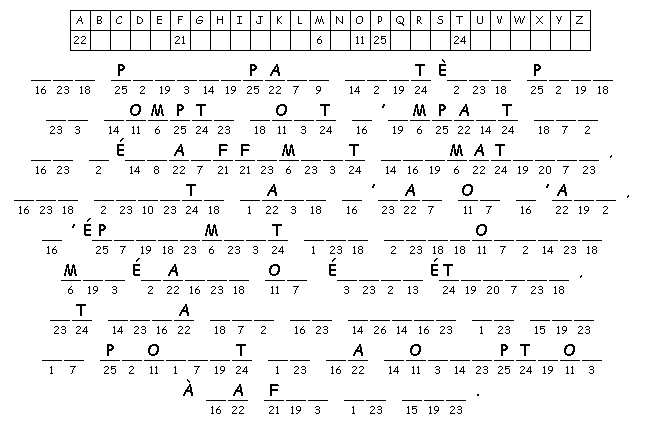 A B C D E F G H I J K L M N O P Q R S T U V W X Y Z
22 21 6 11 25 24
P P A T È P
16 23 18 25 2 19 3 14 19 25 22 7 9 14 2 19 24 2 23 18 25 2 19 18
O M P T O T ' M P A T
23 3 14 11 6 25 24 23 18 11 3 24 16 19 6 25 22 14 24 18 7 2
É A F F M T M A T ,
16 23 2 14 8 22 7 21 21 23 6 23 3 24 14 16 19 6 22 24 19 20 7 23
T A ' A O ' A ,
16 23 18 2 23 10 23 24 18 1 22 3 18 16 23 22 7 11 7 16 22 19 2
' É P M T O
16 25 7 19 18 23 6 23 3 24 1 23 18 2 23 18 18 11 7 2 14 23 18
M É A O É É T ,
6 19 3 2 22 16 23 18 11 7 3 23 2 13 24 19 20 7 23 18
T A
23 24 14 23 16 22 18 7 2 16 23 14 26 14 16 23 1 23 15 19 23
P O T A O P T O
1 7 25 2 11 1 7 19 24 1 23 16 22 14 11 3 14 23 25 24 19 11 3
À A F .
16 22 21 19 3 1 23 15 19 23